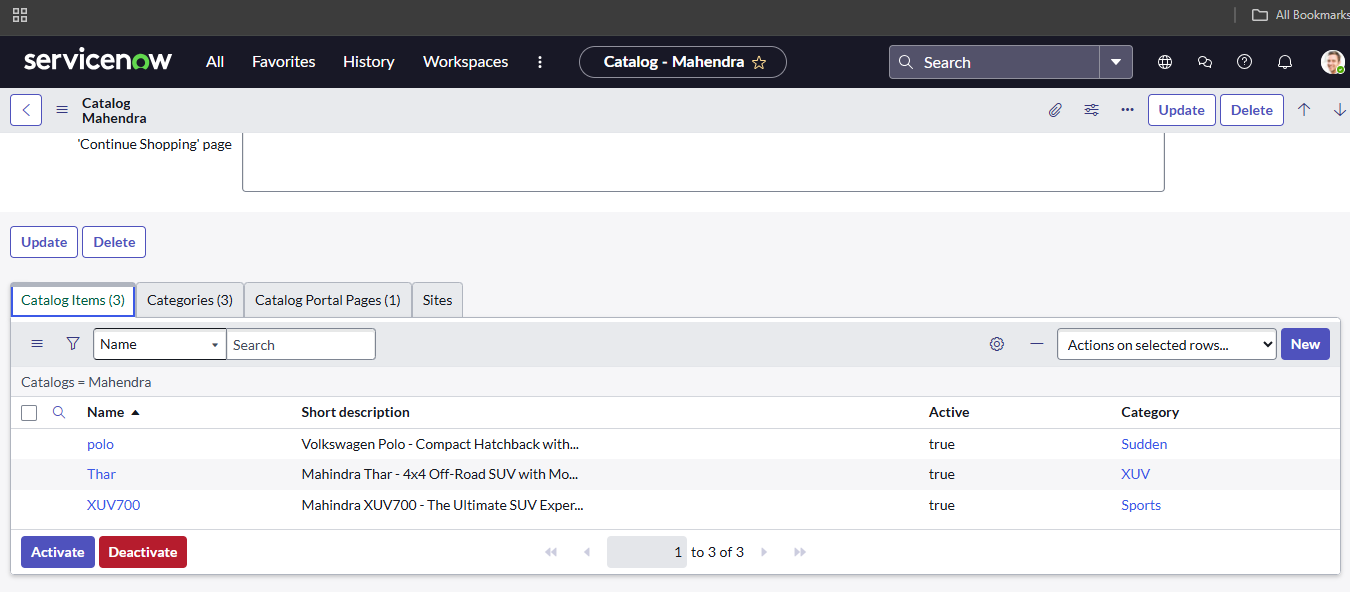 All Bookmarks
servicenow All Favorites History Workspaces Catalog - Mahendra Search
Catalog
Mahendra
Update Delete
'Continue Shopping' page
Update Delete
Catalog Items (3) Categories (3) Catalog Portal Pages (1) Sites
Name Search Actions on selected rows... New
Catalogs = Mahendra
Name Short description Active Category
polo Volkswagen Polo - Compact Hatchback with... true Sudden
Thar Mahindra Thar - 4x4 Off-Road SUV with Mo... true XUV
XUV700 Mahindra XUV700 - The Ultimate SUV Exper... true Sports
Activate Deactivate 1 to 3 of 3